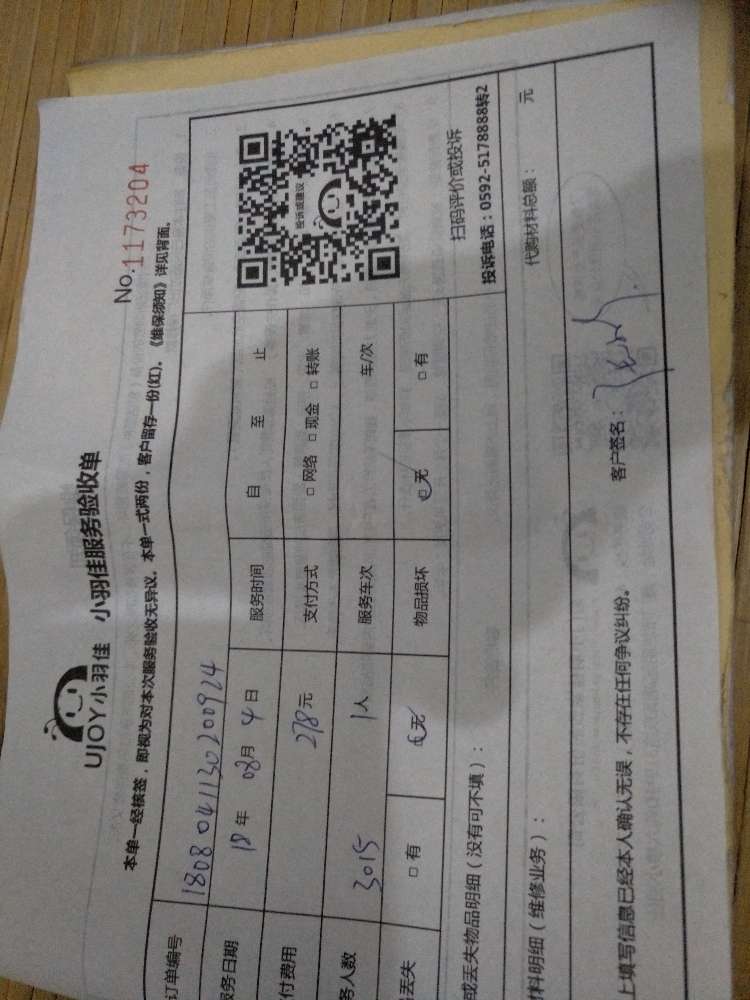 UJOY小羽佳 小羽佳服务验收单
No.1173204
本单一经核签，即视为对本次服务验收无异议。本单一式两份，客户留存一份(红)。《维保须知》详见背面。
订单编号 1808041130200924
服务日期 18年 08月 4日 服务时间 自 至 止
付费用 278元 支付方式 □网络 □现金 □转账
务人数 3015 1人 服务车次 车/次
丢失 □有 □无 物品损坏 □无 □有
投诉或建议
扫码评价或投诉
投诉电话：0592-5178888转2
或丢失物品明细（没有可不填）：
料明细（维修业务）： 代购材料总额： 元
上填写信息已经本人确认无误，不存在任何争议纠纷。 客户签名：